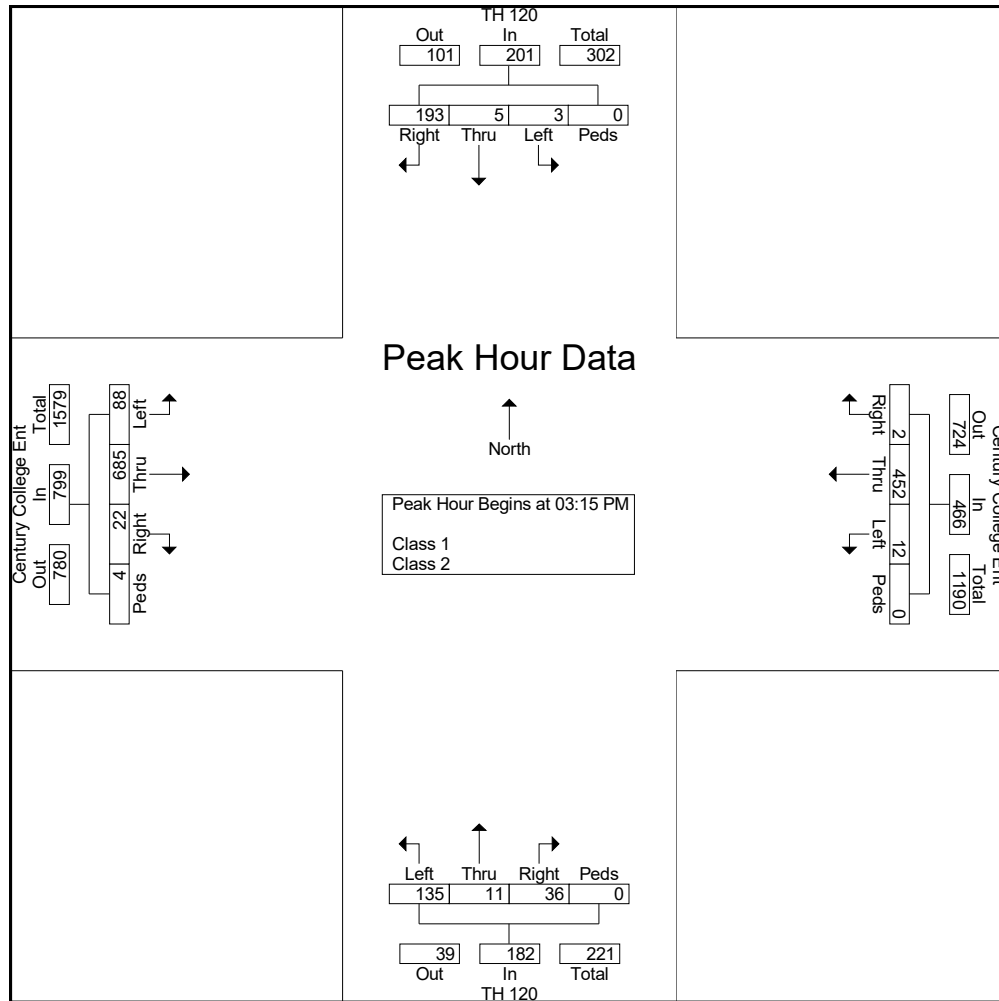 TH 120
Out In Total
101 201 302
193 5 3 0
Right Thru Left Peds
Peak Hour Data
North
Peak Hour Begins at 03:15 PM
Class 1
Class 2
Century College Ent
Total In Out
1579 799 780
88 685 22 4
Left Thru Right Peds
Right Thru Left Peds
2 452 12 0
724 466 1190
Out In Total
Century College Ent
Left Thru Right Peds
135 11 36 0
39 182 221
Out In Total
TH 120